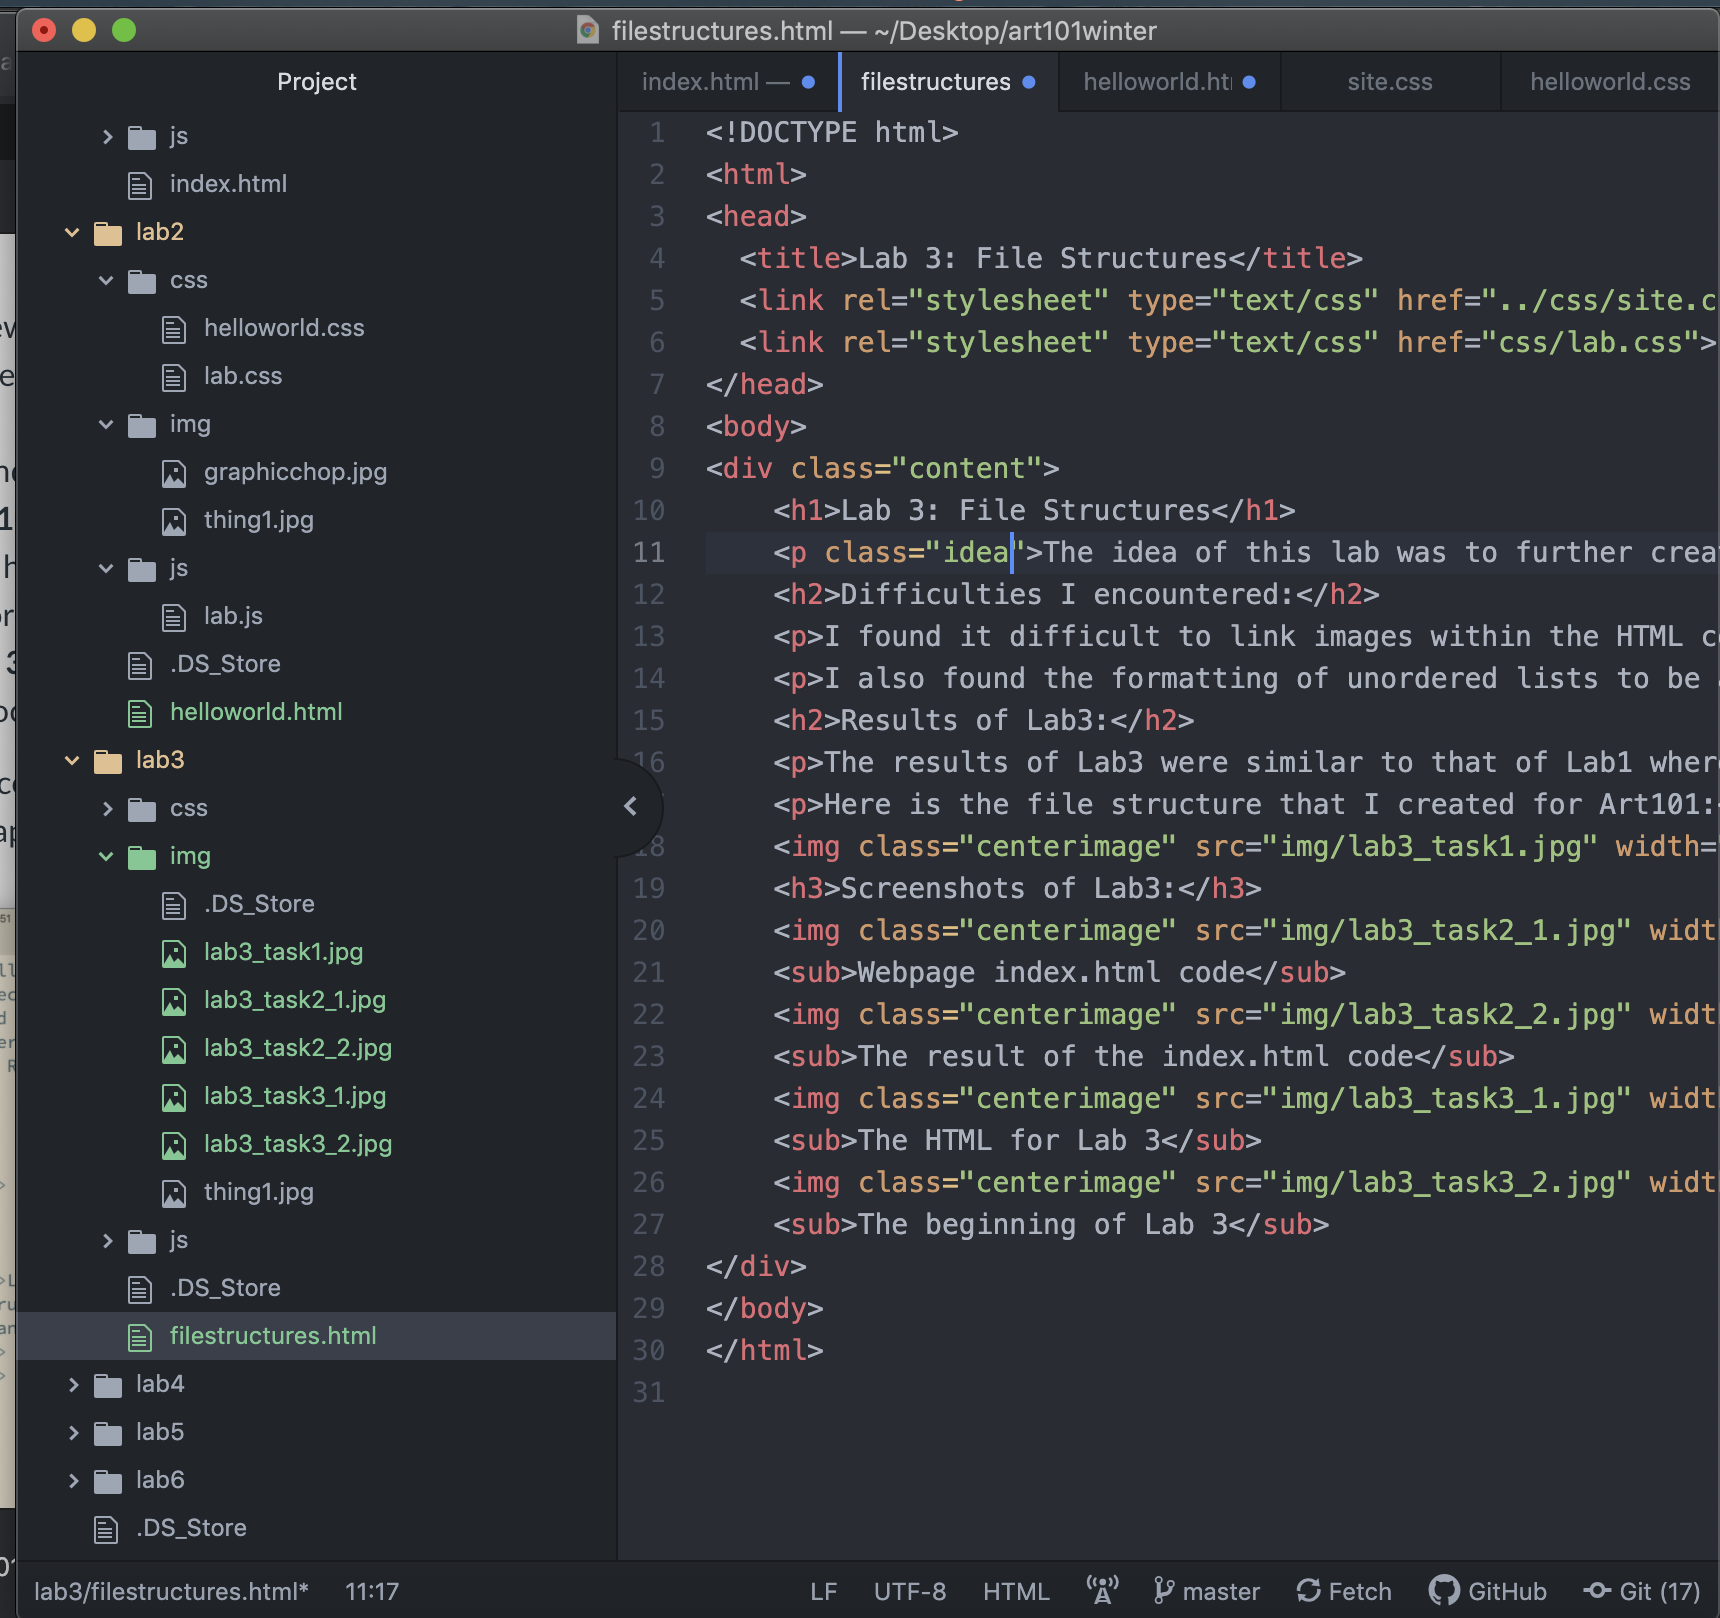 filestructures.html — ~/Desktop/art101winter
Project
index.html —
filestructures
helloworld.ht
site.css
helloworld.css
js
index.html
lab2
css
helloworld.css
lab.css
img
graphicchop.jpg
thing1.jpg
js
lab.js
.DS_Store
helloworld.html
lab3
css
img
.DS_Store
lab3_task1.jpg
lab3_task2_1.jpg
lab3_task2_2.jpg
lab3_task3_1.jpg
lab3_task3_2.jpg
thing1.jpg
js
.DS_Store
filestructures.html
lab4
lab5
lab6
.DS_Store
1 <!DOCTYPE html>
2 <html>
3 <head>
4 <title>Lab 3: File Structures</title>
5 <link rel="stylesheet" type="text/css" href="../css/site.c
6 <link rel="stylesheet" type="text/css" href="css/lab.css">
7 </head>
8 <body>
9 <div class="content">
10 <h1>Lab 3: File Structures</h1>
11 <p class="idea">The idea of this lab was to further crea
12 <h2>Difficulties I encountered:</h2>
13 <p>I found it difficult to link images within the HTML c
14 <p>I also found the formatting of unordered lists to be
15 <h2>Results of Lab3:</h2>
16 <p>The results of Lab3 were similar to that of Lab1 wher
<p>Here is the file structure that I created for Art101:
18 <img class="centerimage" src="img/lab3_task1.jpg" width=
19 <h3>Screenshots of Lab3:</h3>
20 <img class="centerimage" src="img/lab3_task2_1.jpg" widt
21 <sub>Webpage index.html code</sub>
22 <img class="centerimage" src="img/lab3_task2_2.jpg" widt
23 <sub>The result of the index.html code</sub>
24 <img class="centerimage" src="img/lab3_task3_1.jpg" widt
25 <sub>The HTML for Lab 3</sub>
26 <img class="centerimage" src="img/lab3_task3_2.jpg" widt
27 <sub>The beginning of Lab 3</sub>
28 </div>
29 </body>
30 </html>
31
lab3/filestructures.html* 11:17 LF UTF-8 HTML master Fetch GitHub Git (17)